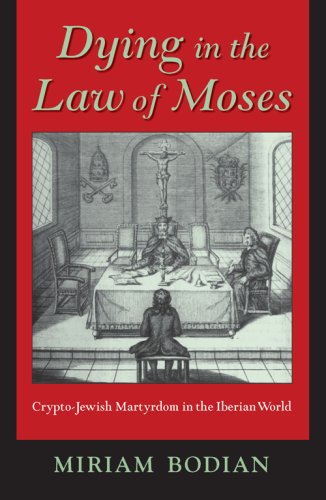 Dying in the
Law of Moses
Crypto-Jewish Martyrdom in the Iberian World
MIRIAM BODIAN